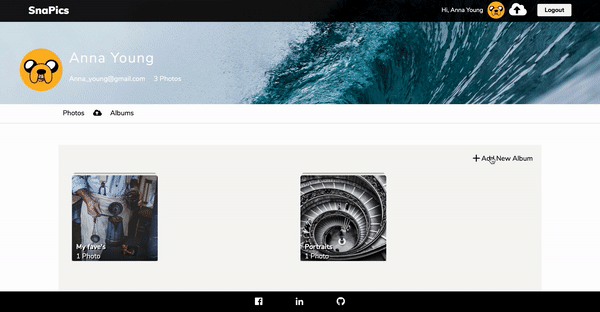 SnaPics
Hi, Anna Young
Logout
Anna Young
Anna_young@gmail.com 3 Photos
Photos Albums
Add New Album
My fave's
1 Photo
Portraits
1 Photo